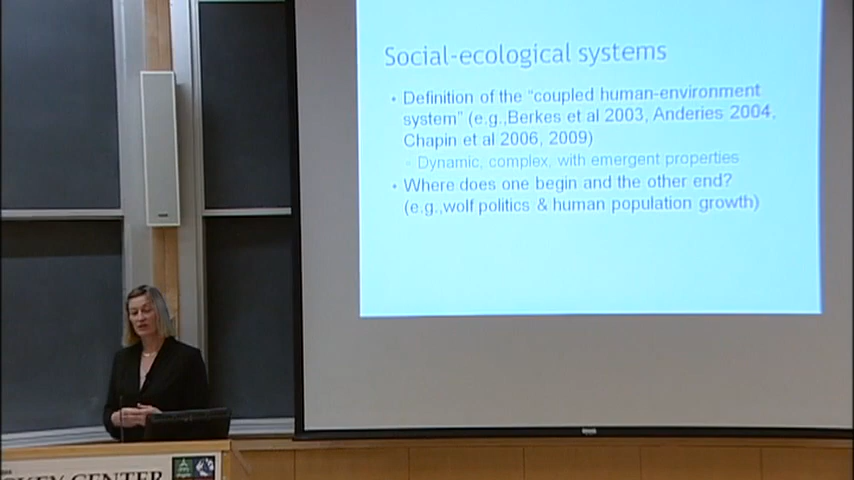 Social-ecological systems
• Definition of the "coupled human-environment
system" (e.g.,Berkes et al 2003, Anderies 2004,
Chapin et al 2006, 2009)
Dynamic, complex, with emergent properties
• Where does one begin and the other end?
(e.g.,wolf politics & human population growth)
CENTER